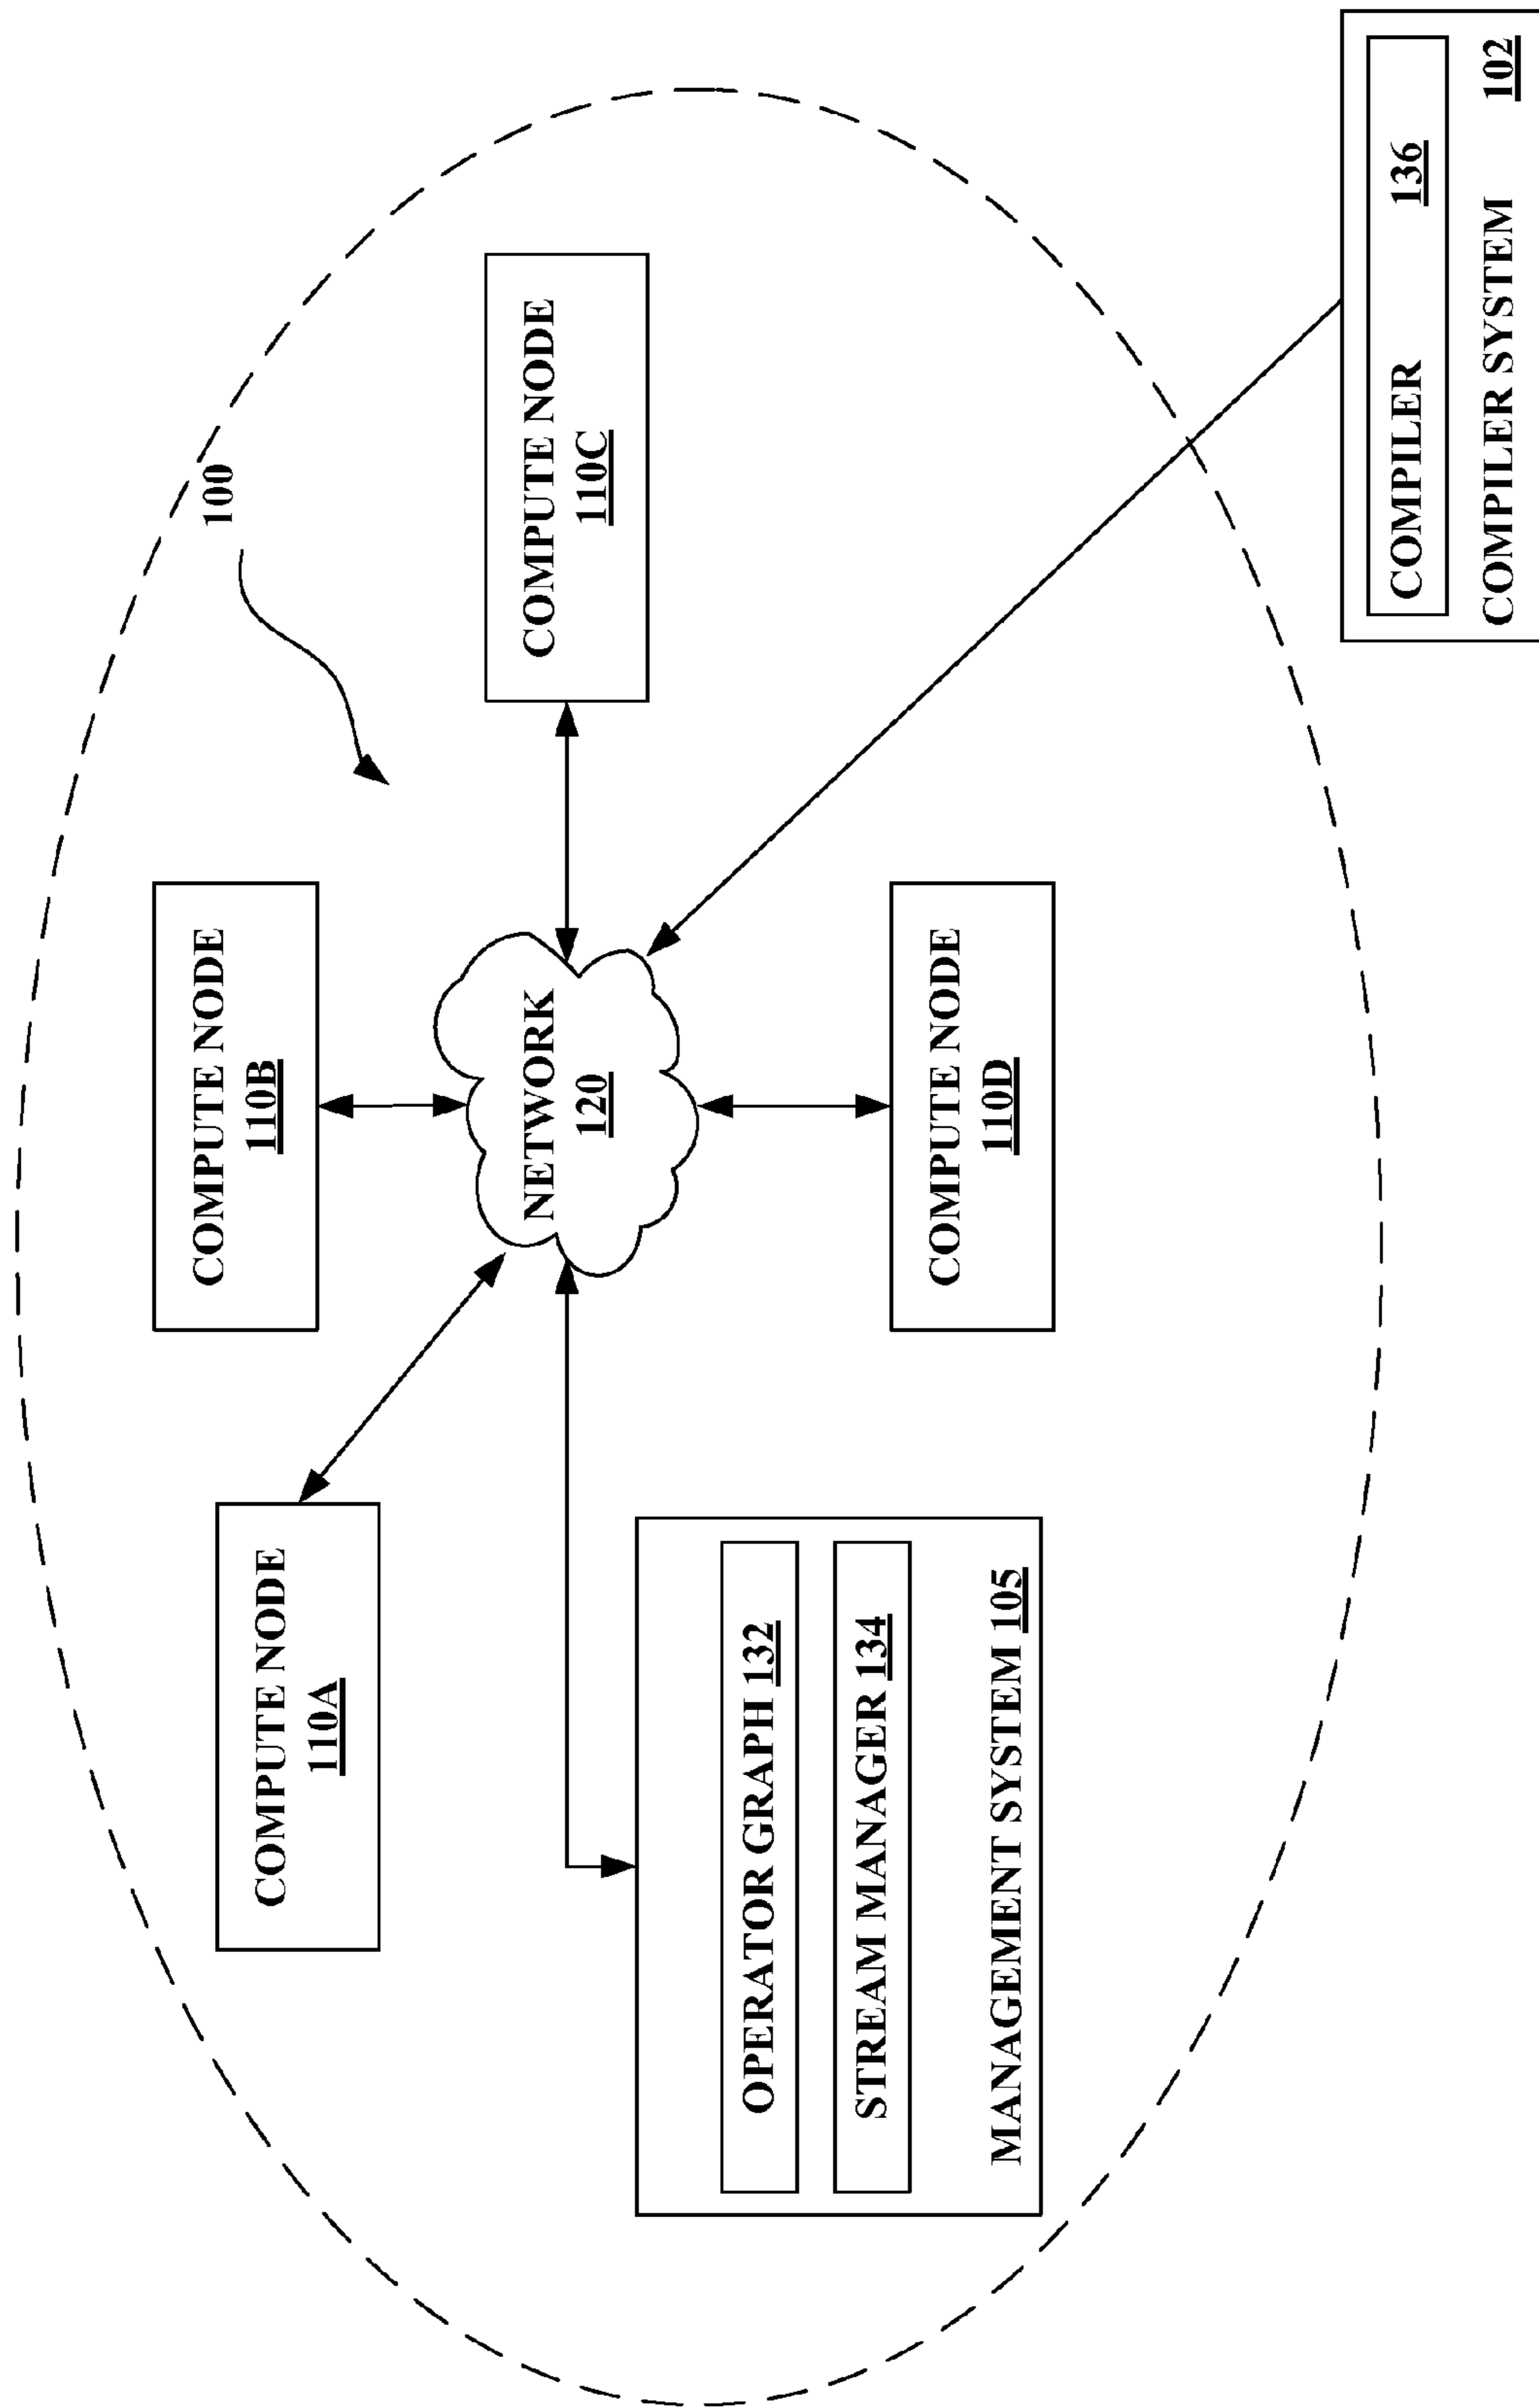 100
COMPUTE NODE
110A
COMPUTE NODE
110B
COMPUTE NODE
110C
NETWORK
120
OPERATOR GRAPH 132
STREAM MANAGER 134
MANAGEMENT SYSTEM 105
COMPUTE NODE
110D
COMPILER 136
COMPILER SYSTEM 102